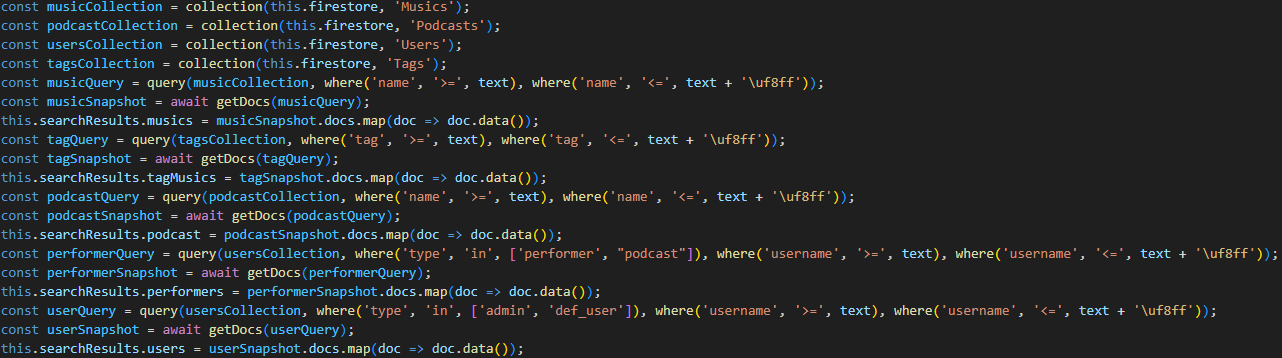 const musicCollection = collection(this.firestore, 'Musics');
const podcastCollection = collection(this.firestore, 'Podcasts');
const usersCollection = collection(this.firestore, 'Users');
const tagsCollection = collection(this.firestore, 'Tags');
const musicQuery = query(musicCollection, where('name', '>=', text), where('name', '<=', text + '\uf8ff'));
const musicSnapshot = await getDocs(musicQuery);
this.searchResults.musics = musicSnapshot.docs.map(doc => doc.data());
const tagQuery = query(tagsCollection, where('tag', '>=', text), where('tag', '<=', text + '\uf8ff'));
const tagSnapshot = await getDocs(tagQuery);
this.searchResults.tagMusics = tagSnapshot.docs.map(doc => doc.data());
const podcastQuery = query(podcastCollection, where('name', '>=', text), where('name', '<=', text + '\uf8ff'));
const podcastSnapshot = await getDocs(podcastQuery);
this.searchResults.podcast = podcastSnapshot.docs.map(doc => doc.data());
const performerQuery = query(usersCollection, where('type', 'in', ['performer', "podcast"]), where('username', '>=', text), where('username', '<=', text + '\uf8ff'));
const performerSnapshot = await getDocs(performerQuery);
this.searchResults.performers = performerSnapshot.docs.map(doc => doc.data());
const userQuery = query(usersCollection, where('type', 'in', ['admin', 'def_user']), where('username', '>=', text), where('username', '<=', text + '\uf8ff'));
const userSnapshot = await getDocs(userQuery);
this.searchResults.users = userSnapshot.docs.map(doc => doc.data());